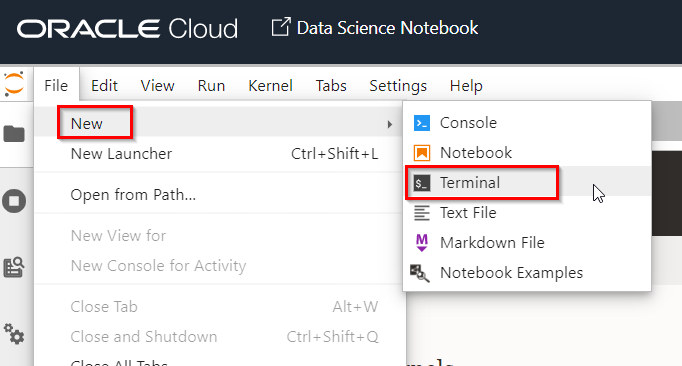 ORACLE Cloud Data Science Notebook
File Edit View Run Kernel Tabs Settings Help
New
New Launcher Ctrl+Shift+L
Open from Path...
New View for
New Console for Activity
Close Tab Alt+W
Close and Shutdown Ctrl+Shift+Q
Close All Tabs
Console
Notebook
$_ Terminal
Text File
Markdown File
Notebook Examples